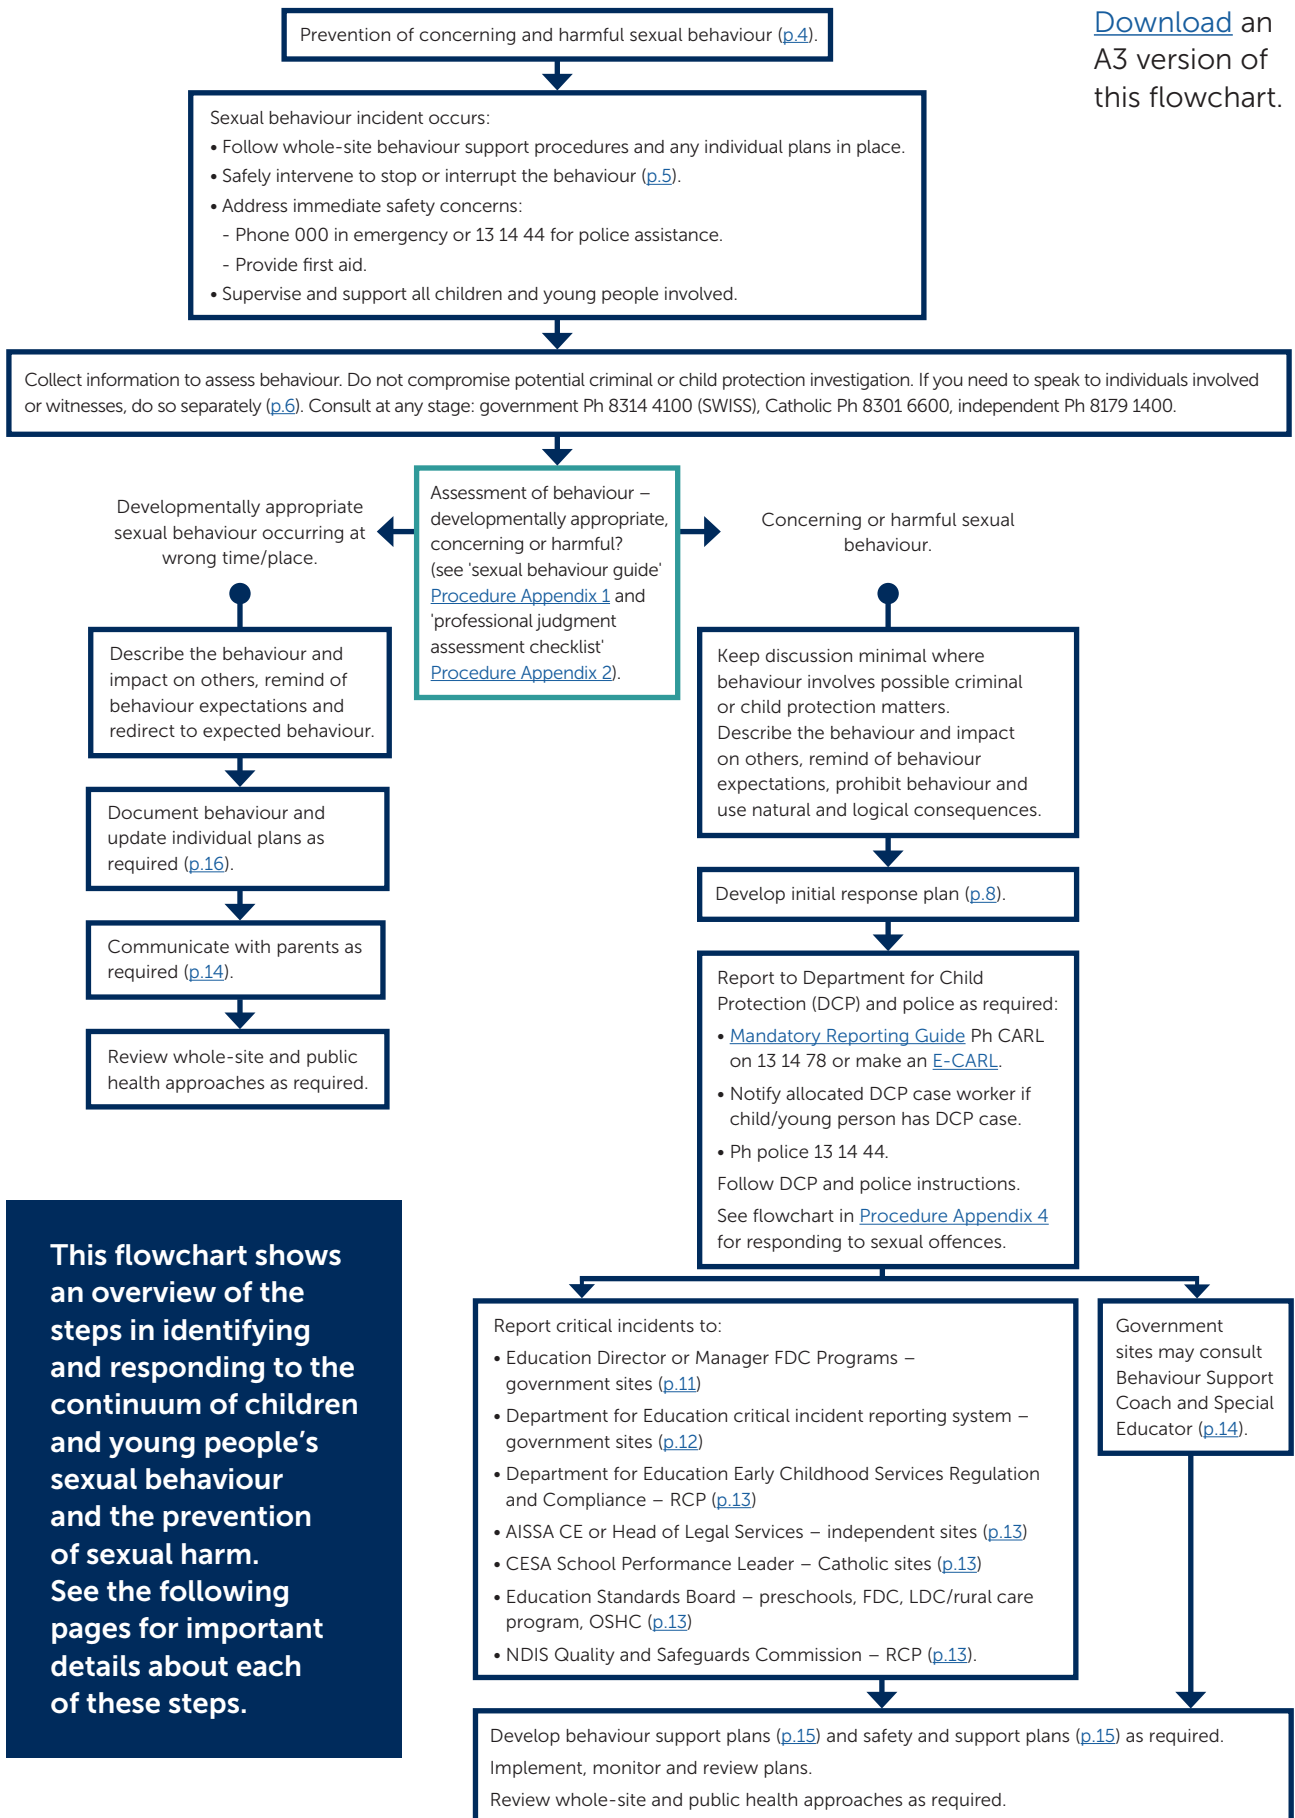 Download an
A3 version of
this flowchart.
Prevention of concerning and harmful sexual behaviour (p.4).
Sexual behaviour incident occurs:
• Follow whole-site behaviour support procedures and any individual plans in place.
• Safely intervene to stop or interrupt the behaviour (p.5).
• Address immediate safety concerns:
- Phone 000 in emergency or 13 14 44 for police assistance.
- Provide first aid.
• Supervise and support all children and young people involved.
Collect information to assess behaviour. Do not compromise potential criminal or child protection investigation. If you need to speak to individuals involved
or witnesses, do so separately (p.6). Consult at any stage: government Ph 8314 4100 (SWISS), Catholic Ph 8301 6600, independent Ph 8179 1400.
Assessment of behaviour –
developmentally appropriate,
concerning or harmful?
(see 'sexual behaviour guide'
Procedure Appendix 1 and
'professional judgment
assessment checklist'
Procedure Appendix 2).
Developmentally appropriate
sexual behaviour occurring at
wrong time/place.
Describe the behaviour and
impact on others, remind of
behaviour expectations and
redirect to expected behaviour.
Document behaviour and
update individual plans as
required (p.16).
Communicate with parents as
required (p.14).
Review whole-site and public
health approaches as required.
Concerning or harmful sexual
behaviour.
Keep discussion minimal where
behaviour involves possible criminal
or child protection matters.
Describe the behaviour and impact
on others, remind of behaviour
expectations, prohibit behaviour and
use natural and logical consequences.
Develop initial response plan (p.8).
Report to Department for Child
Protection (DCP) and police as required:
• Mandatory Reporting Guide Ph CARL
on 13 14 78 or make an E-CARL.
• Notify allocated DCP case worker if
child/young person has DCP case.
• Ph police 13 14 44.
Follow DCP and police instructions.
See flowchart in Procedure Appendix 4
for responding to sexual offences.
Report critical incidents to:
• Education Director or Manager FDC Programs –
government sites (p.11)
• Department for Education critical incident reporting system –
government sites (p.12)
• Department for Education Early Childhood Services Regulation
and Compliance – RCP (p.13)
• AISSA CE or Head of Legal Services – independent sites (p.13)
• CESA School Performance Leader – Catholic sites (p.13)
• Education Standards Board – preschools, FDC, LDC/rural care
program, OSHC (p.13)
• NDIS Quality and Safeguards Commission – RCP (p.13).
Government
sites may consult
Behaviour Support
Coach and Special
Educator (p.14).
Develop behaviour support plans (p.15) and safety and support plans (p.15) as required.
Implement, monitor and review plans.
Review whole-site and public health approaches as required.
This flowchart shows
an overview of the
steps in identifying
and responding to the
continuum of children
and young people's
sexual behaviour
and the prevention
of sexual harm.
See the following
pages for important
details about each
of these steps.